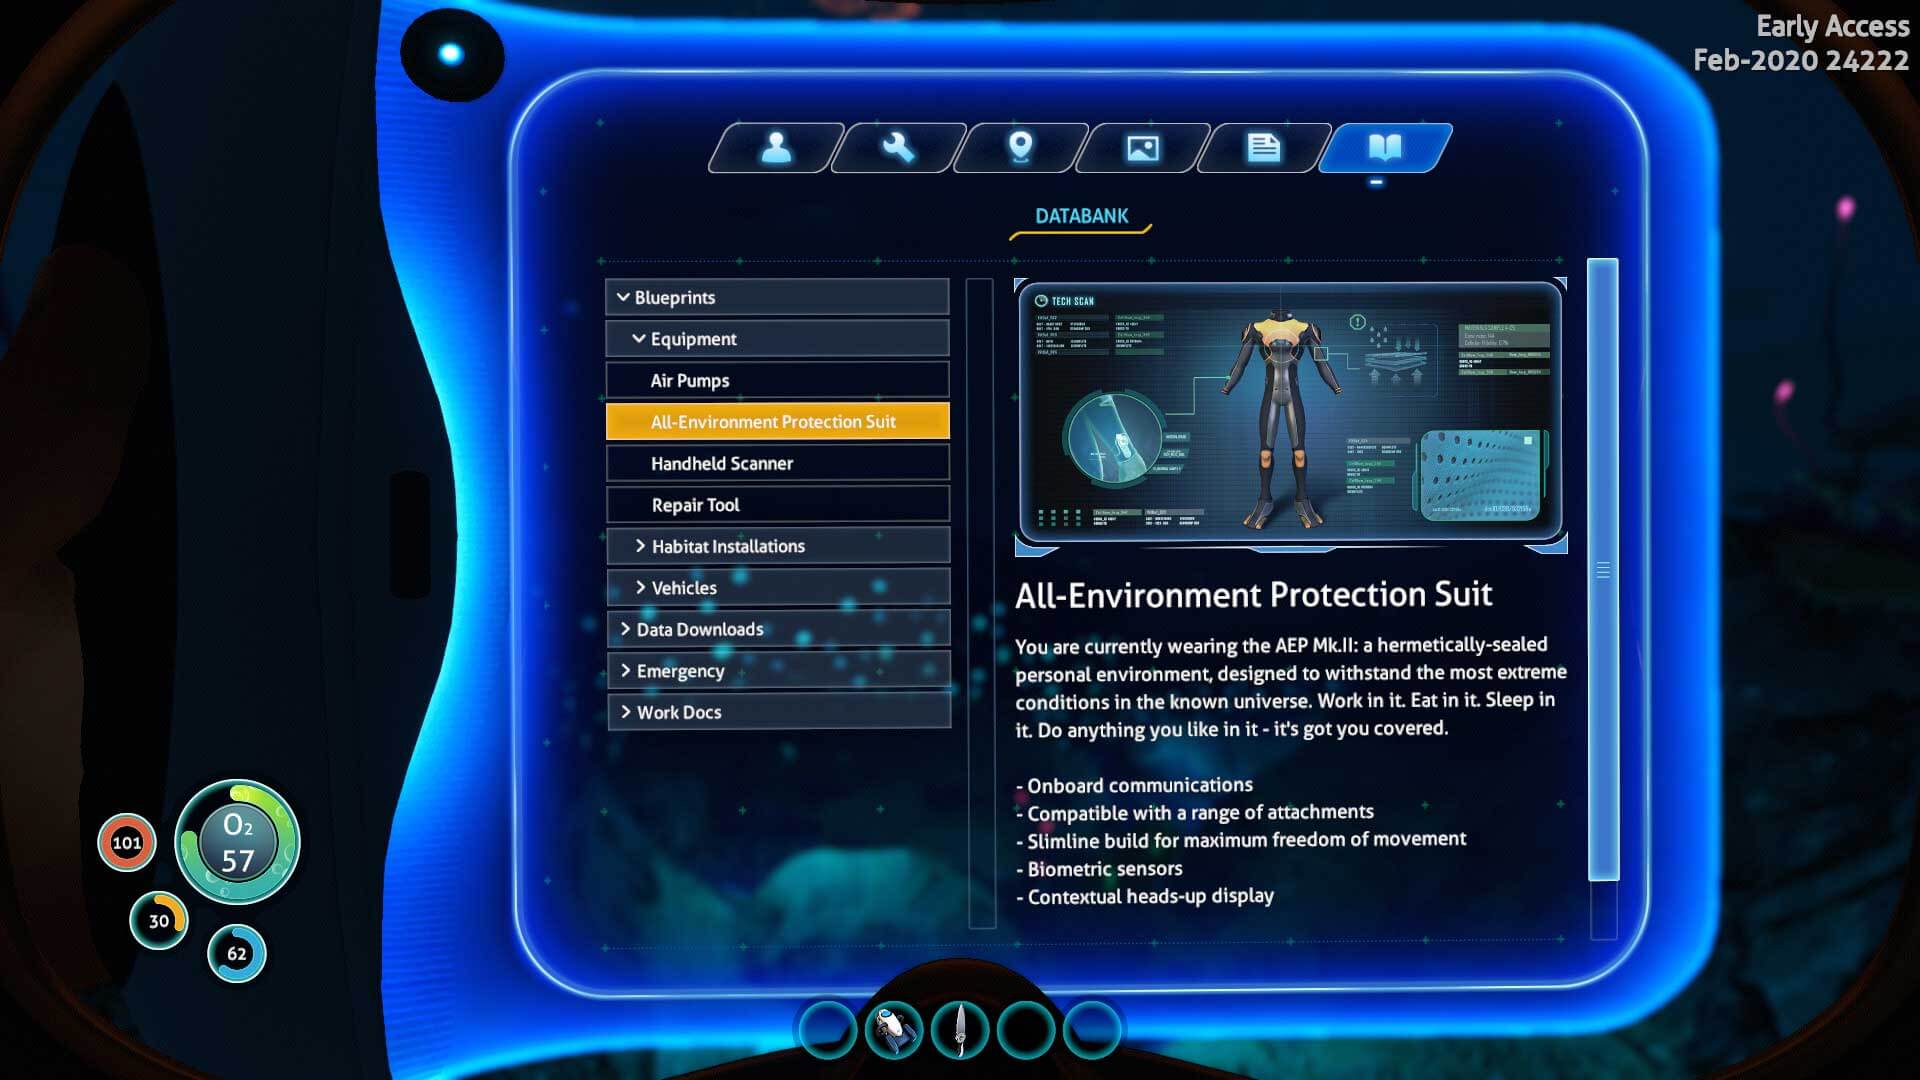 Early Access
Feb-2020 24222
DATABANK
Blueprints
Equipment
Air Pumps
All-Environment Protection Suit
Handheld Scanner
Repair Tool
Habitat Installations
Vehicles
Data Downloads
Emergency
Work Docs
TECH SCAN
All-Environment Protection Suit
You are currently wearing the AEP Mk.II: a hermetically-sealed
personal environment, designed to withstand the most extreme
conditions in the known universe. Work in it. Eat in it. Sleep in
it. Do anything you like in it - it's got you covered.
- Onboard communications
- Compatible with a range of attachments
- Slimline build for maximum freedom of movement
- Biometric sensors
- Contextual heads-up display
101
O₂
57
30
62